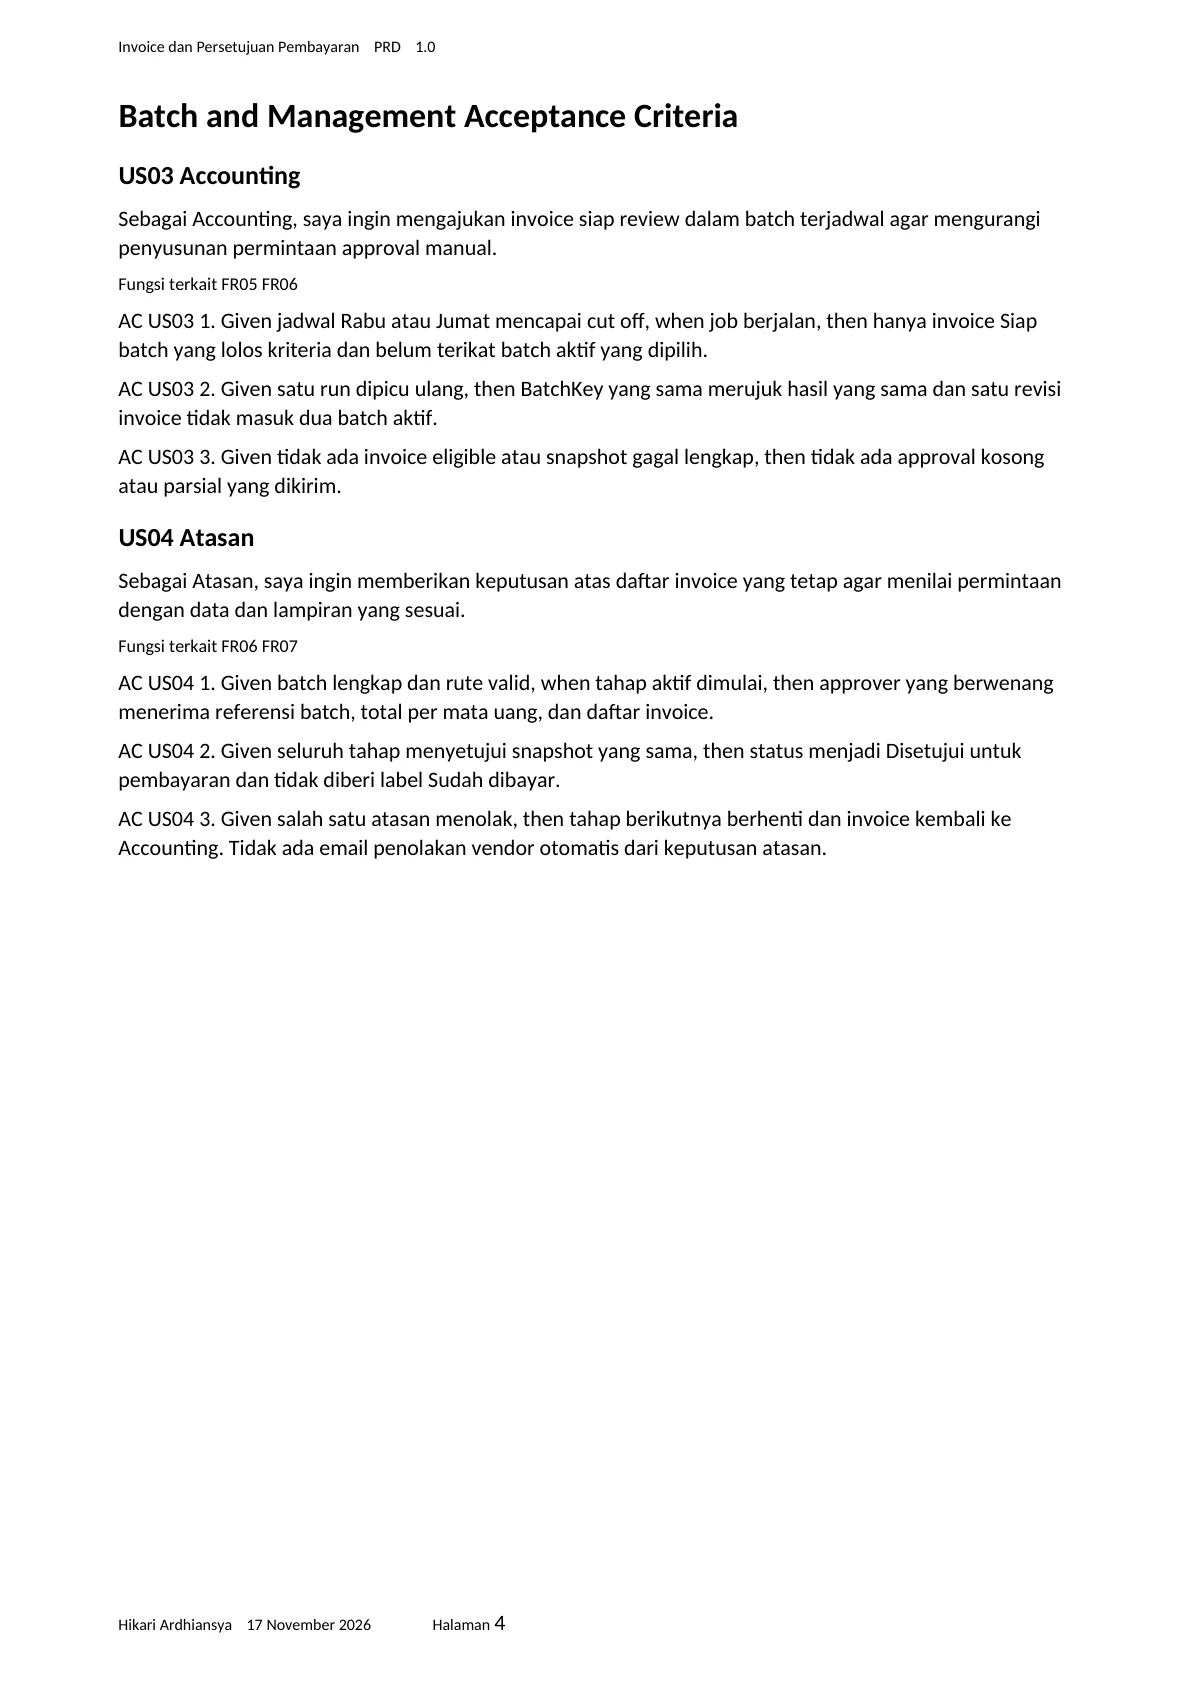 Invoice dan Persetujuan Pembayaran PRD 1.0
Batch and Management Acceptance Criteria
US03 Accounting
Sebagai Accounting, saya ingin mengajukan invoice siap review dalam batch terjadwal agar mengurangi
penyusunan permintaan approval manual.
Fungsi terkait FR05 FR06
AC US03 1. Given jadwal Rabu atau Jumat mencapai cut off, when job berjalan, then hanya invoice Siap
batch yang lolos kriteria dan belum terikat batch aktif yang dipilih.
AC US03 2. Given satu run dipicu ulang, then BatchKey yang sama merujuk hasil yang sama dan satu revisi
invoice tidak masuk dua batch aktif.
AC US03 3. Given tidak ada invoice eligible atau snapshot gagal lengkap, then tidak ada approval kosong
atau parsial yang dikirim.
US04 Atasan
Sebagai Atasan, saya ingin memberikan keputusan atas daftar invoice yang tetap agar menilai permintaan
dengan data dan lampiran yang sesuai.
Fungsi terkait FR06 FR07
AC US04 1. Given batch lengkap dan rute valid, when tahap aktif dimulai, then approver yang berwenang
menerima referensi batch, total per mata uang, dan daftar invoice.
AC US04 2. Given seluruh tahap menyetujui snapshot yang sama, then status menjadi Disetujui untuk
pembayaran dan tidak diberi label Sudah dibayar.
AC US04 3. Given salah satu atasan menolak, then tahap berikutnya berhenti dan invoice kembali ke
Accounting. Tidak ada email penolakan vendor otomatis dari keputusan atasan.
Hikari Ardhiansya 17 November 2026 Halaman 4